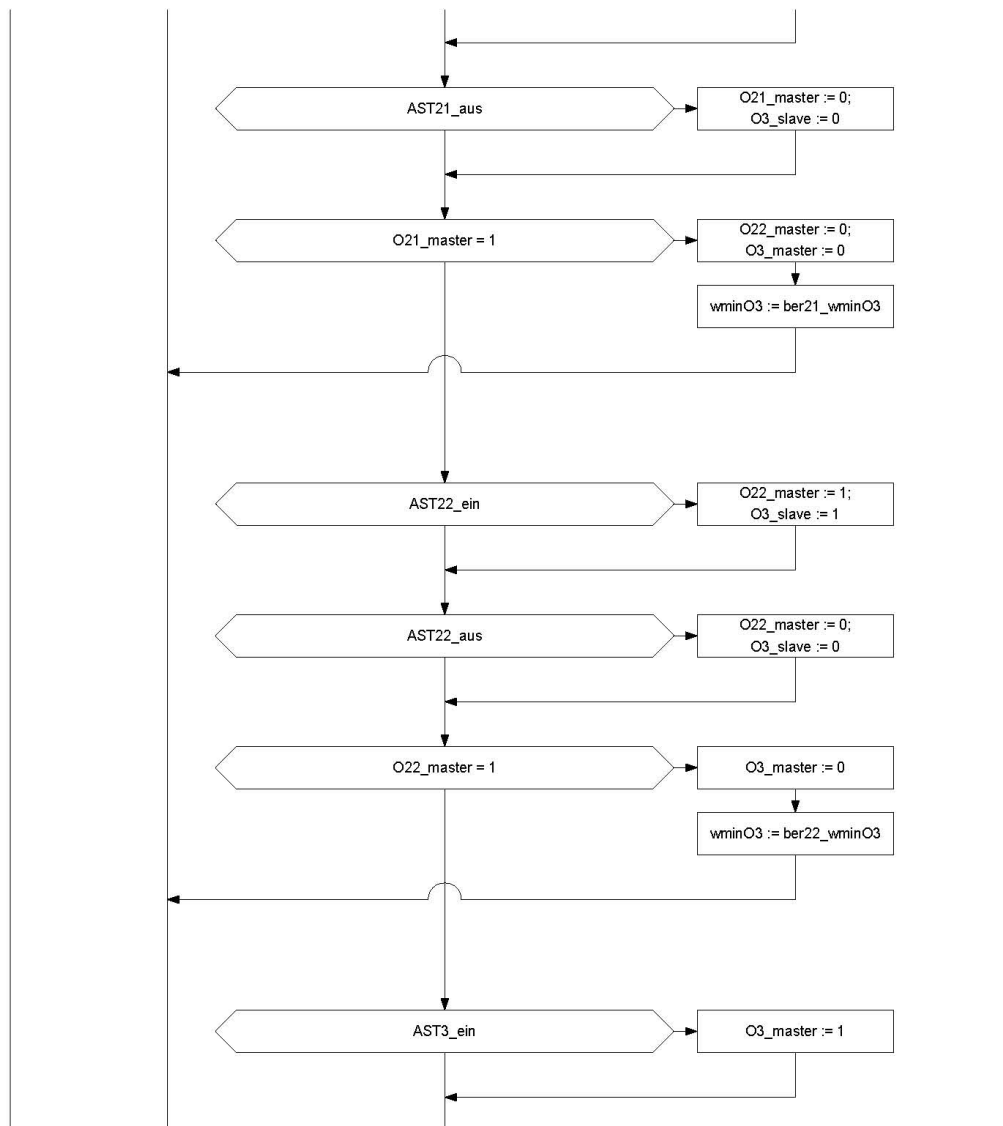 AST21_aus
O21_master := 0;
O3_slave := 0
O21_master = 1
O22_master := 0;
O3_master := 0
wminO3 := ber21_wminO3
AST22_ein
O22_master := 1;
O3_slave := 1
AST22_aus
O22_master := 0;
O3_slave := 0
O22_master = 1
O3_master := 0
wminO3 := ber22_wminO3
AST3_ein
O3_master := 1